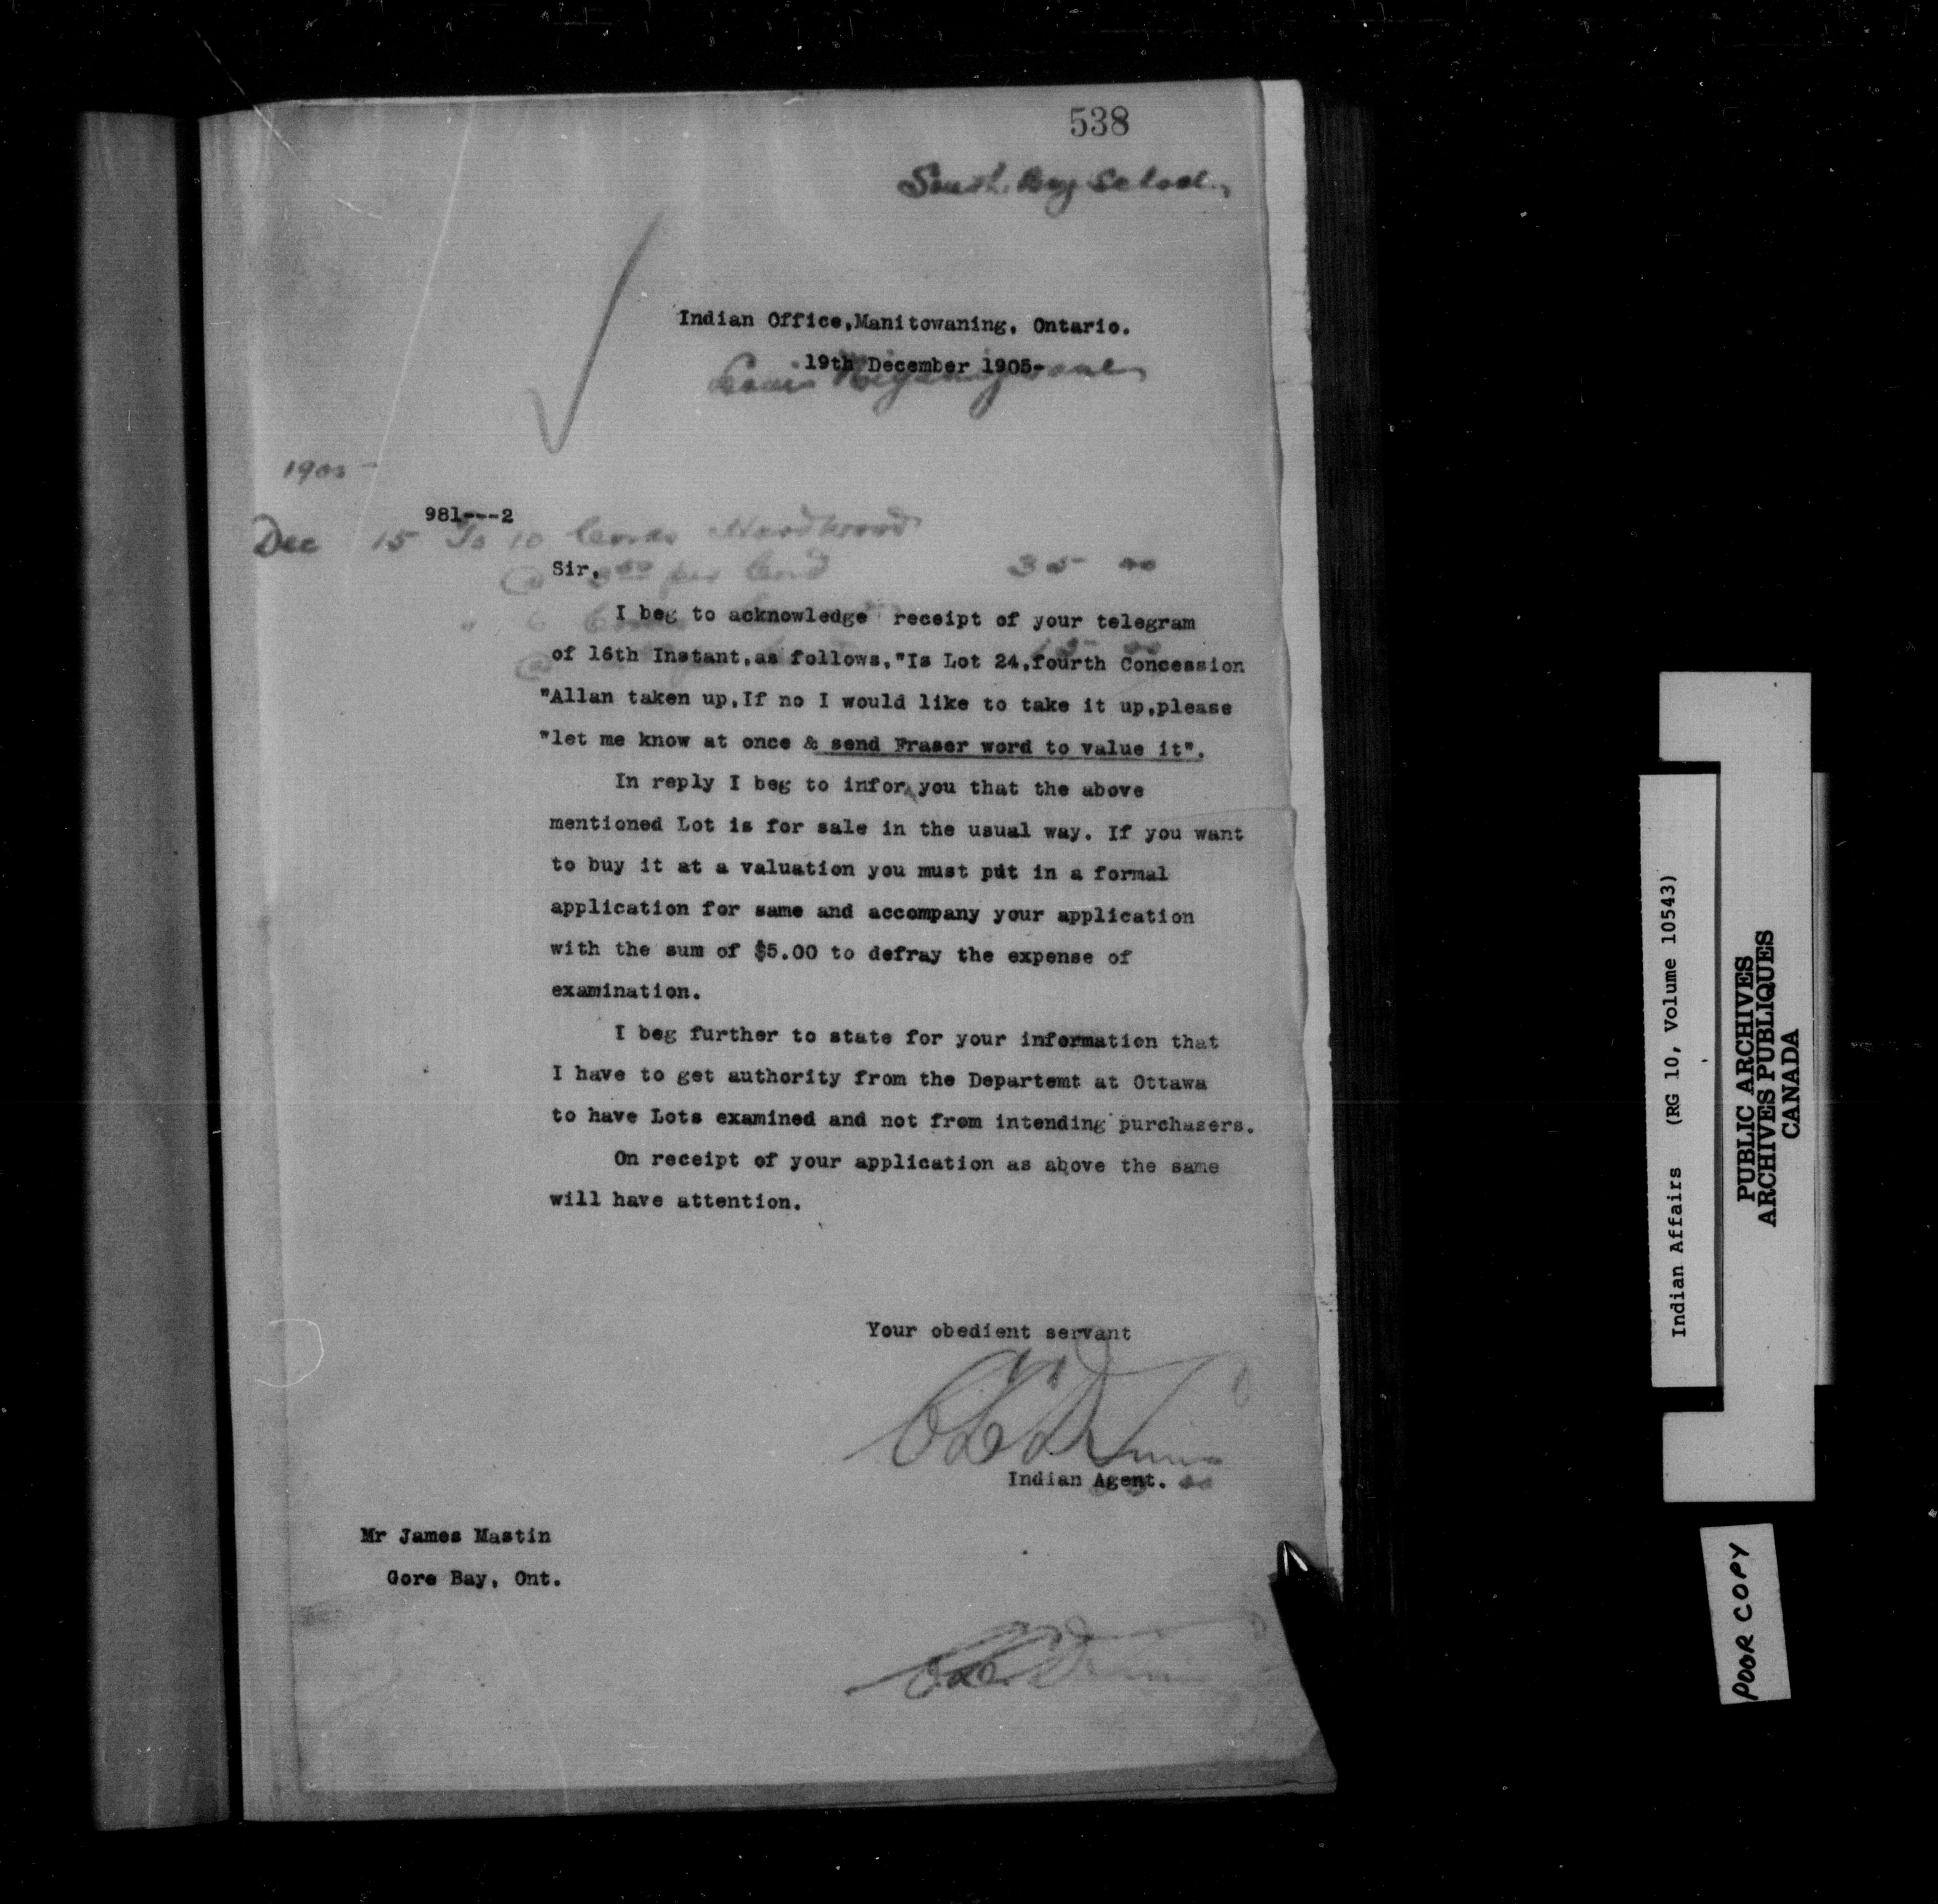 538
South Bay School
Indian Office,Manitowaning, Ontario.
19th December 1905-
Louis
190
981---2
Dec 15 To 10 Cords Hardwood
@ 3 50 per Cord 35 00
Sir,
I beg to acknowledge receipt of your telegram
of 16th Instant,as follows,"Is Lot 24,fourth Concession
"Allan taken up,If no I would like to take it up,please
"let me know at once & send Fraser word to value it".
In reply I beg to infor you that the above
mentioned Lot is for sale in the usual way. If you want
to buy it at a valuation you must put in a formal
application for same and accompany your application
with the sum of $5.00 to defray the expense of
examination.
I beg further to state for your information that
I have to get authority from the Departemt at Ottawa
to have Lots examined and not from intending purchasers.
On receipt of your application as above the same
will have attention.
Your obedient servant
Indian Agent.
Mr James Mastin
Gore Bay, Ont.
Indian Affairs (RG 10, Volume 10543)
PUBLIC ARCHIVES
ARCHIVES PUBLIQUES
CANADA
POOR COPY